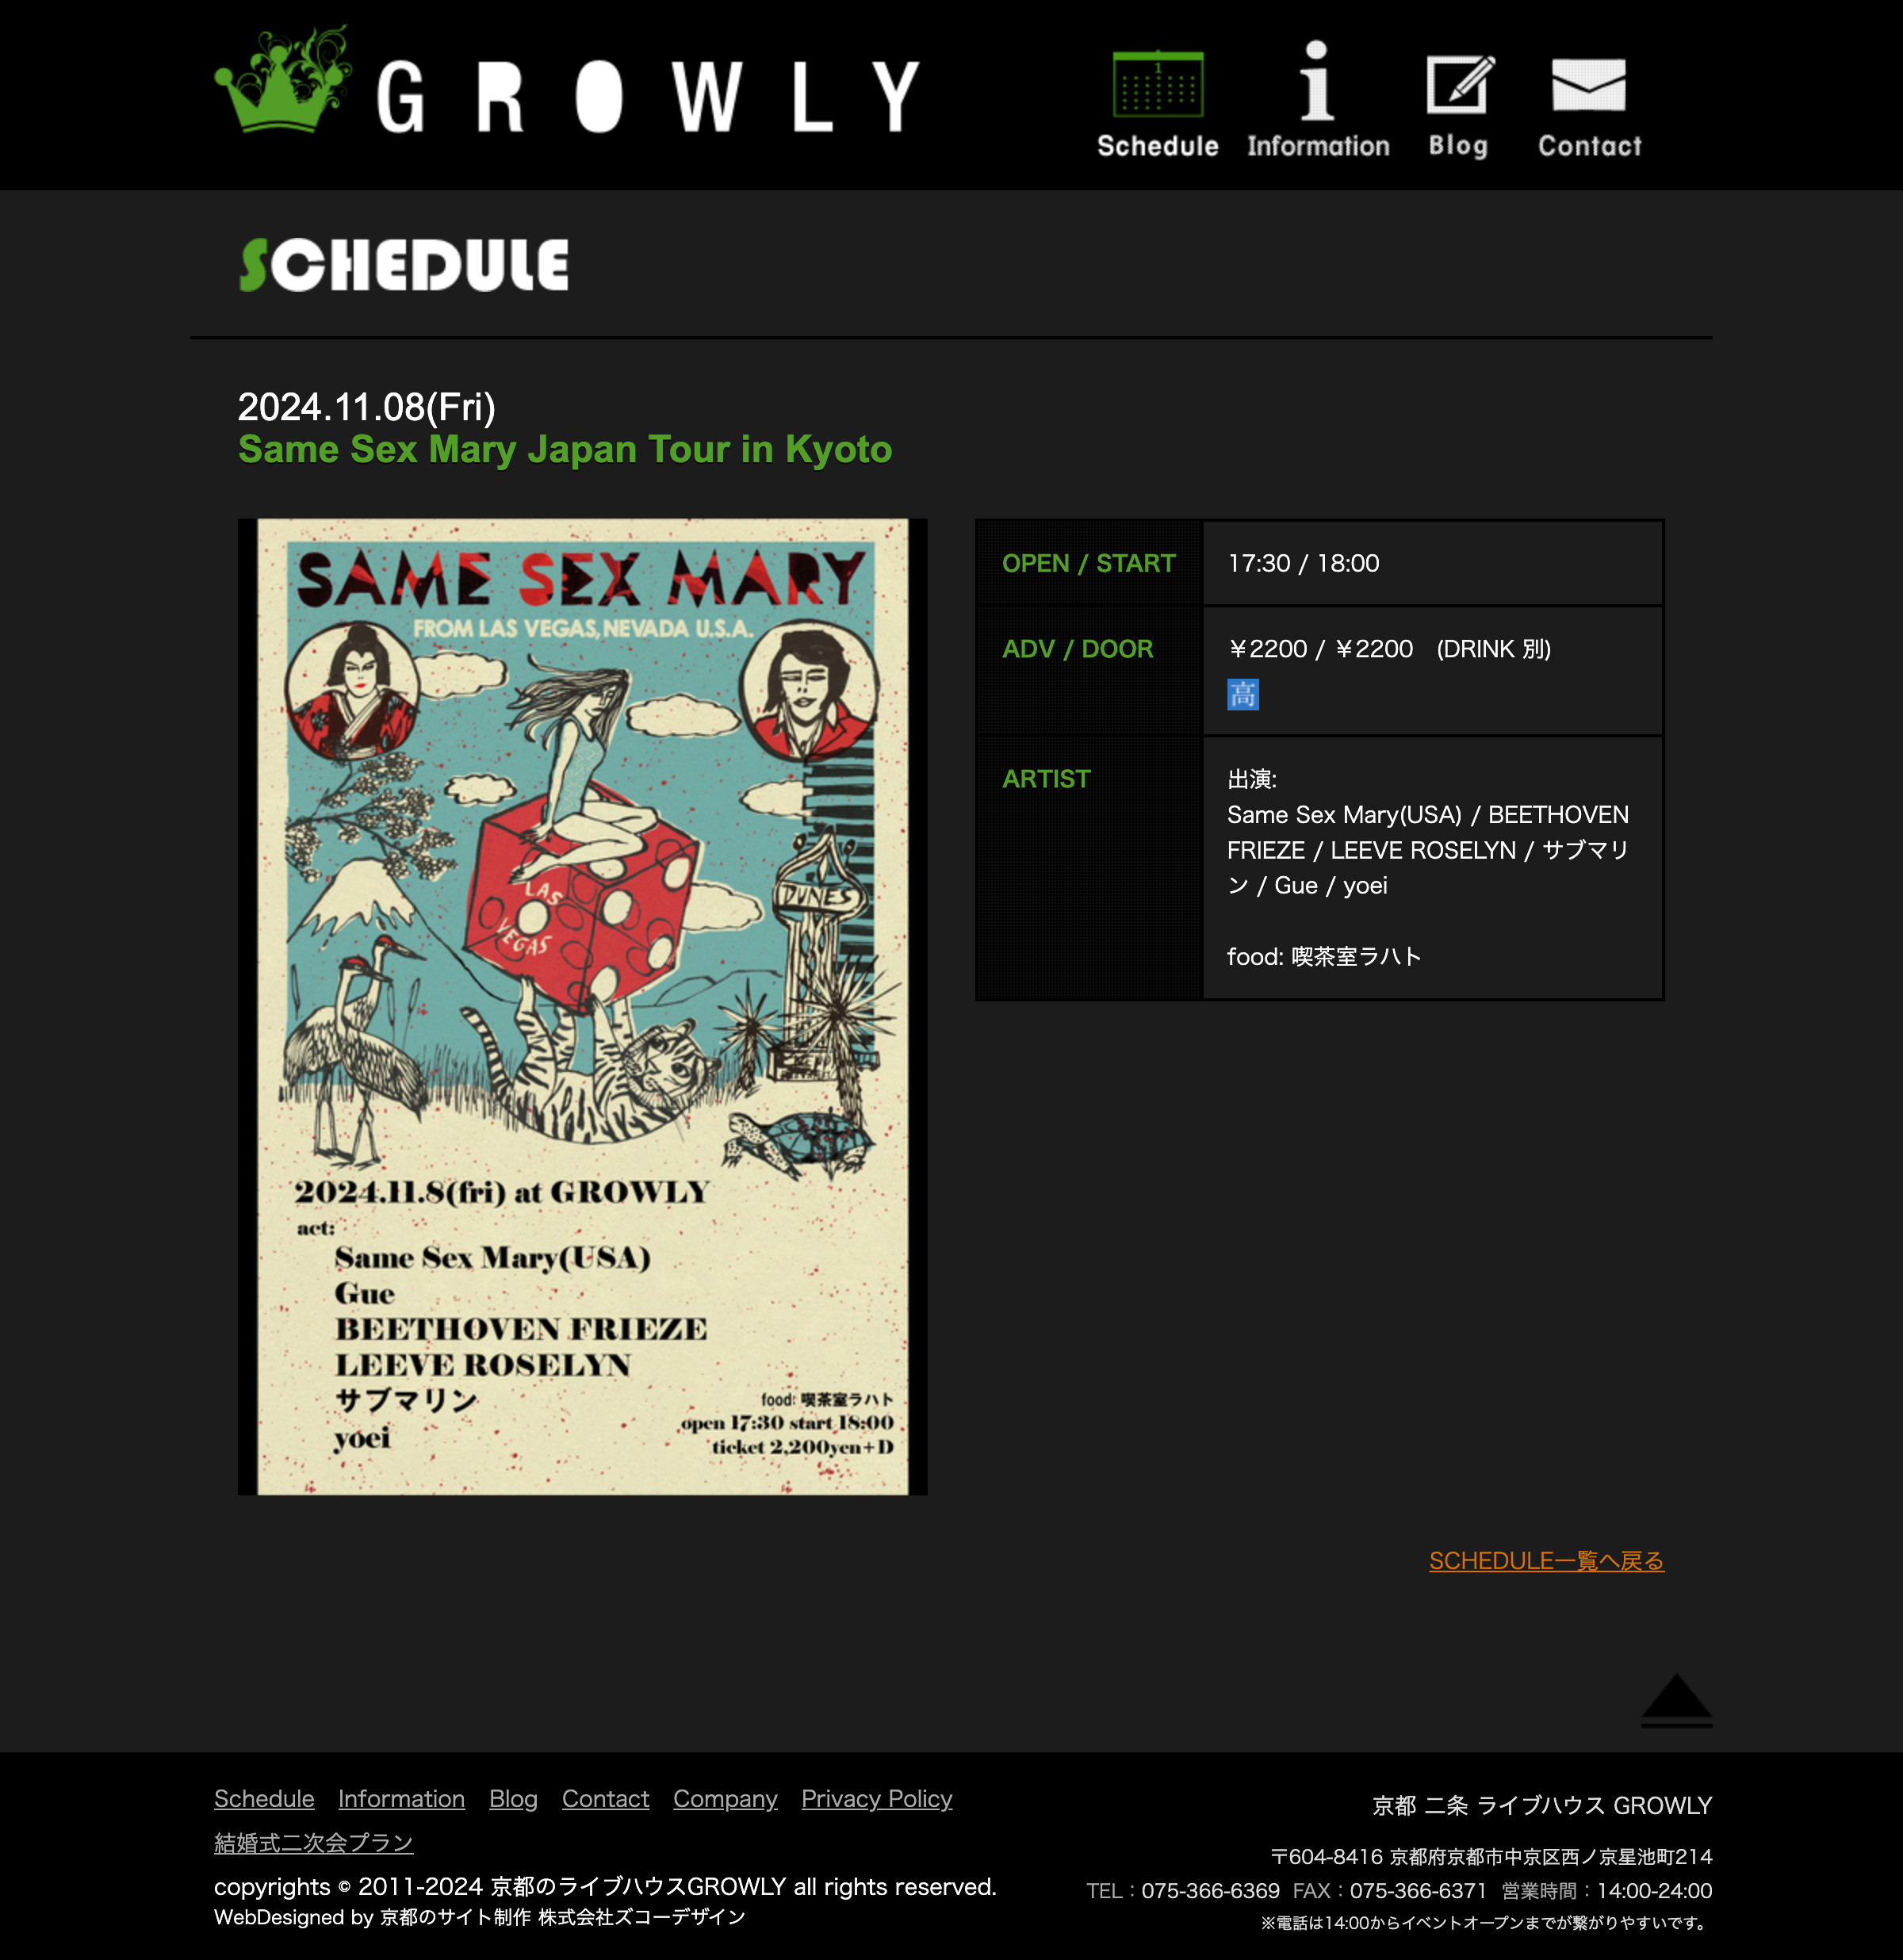 GROWLY
Schedule
Information
Blog
Contact
SCHEDULE
2024.11.08(Fri)
Same Sex Mary Japan Tour in Kyoto
SAME SEX MARY
FROM LAS VEGAS, NEVADA U.S.A.
LAS
VEGAS
DUNES
2024.11.8(fri) at GROWLY
act:
Same Sex Mary(USA)
Gue
BEETHOVEN FRIEZE
LEEVE ROSELYN
サブマリン
yoei
food: 喫茶室ラハト
open 17:30 start 18:00
ticket 2,200yen+D
OPEN / START
17:30 / 18:00
ADV / DOOR
￥2200 / ￥2200　(DRINK 別)
高
ARTIST
出演:
Same Sex Mary(USA) / BEETHOVEN
FRIEZE / LEEVE ROSELYN / サブマリ
ン / Gue / yoei
food: 喫茶室ラハト
SCHEDULE一覧へ戻る
Schedule Information Blog Contact Company Privacy Policy
結婚式二次会プラン
copyrights © 2011-2024 京都のライブハウスGROWLY all rights reserved.
WebDesigned by 京都のサイト制作 株式会社ズコーデザイン
京都 二条 ライブハウス GROWLY
〒604-8416 京都府京都市中京区西ノ京星池町214
TEL：075-366-6369 FAX：075-366-6371 営業時間：14:00-24:00
※電話は14:00からイベントオープンまでが繋がりやすいです。